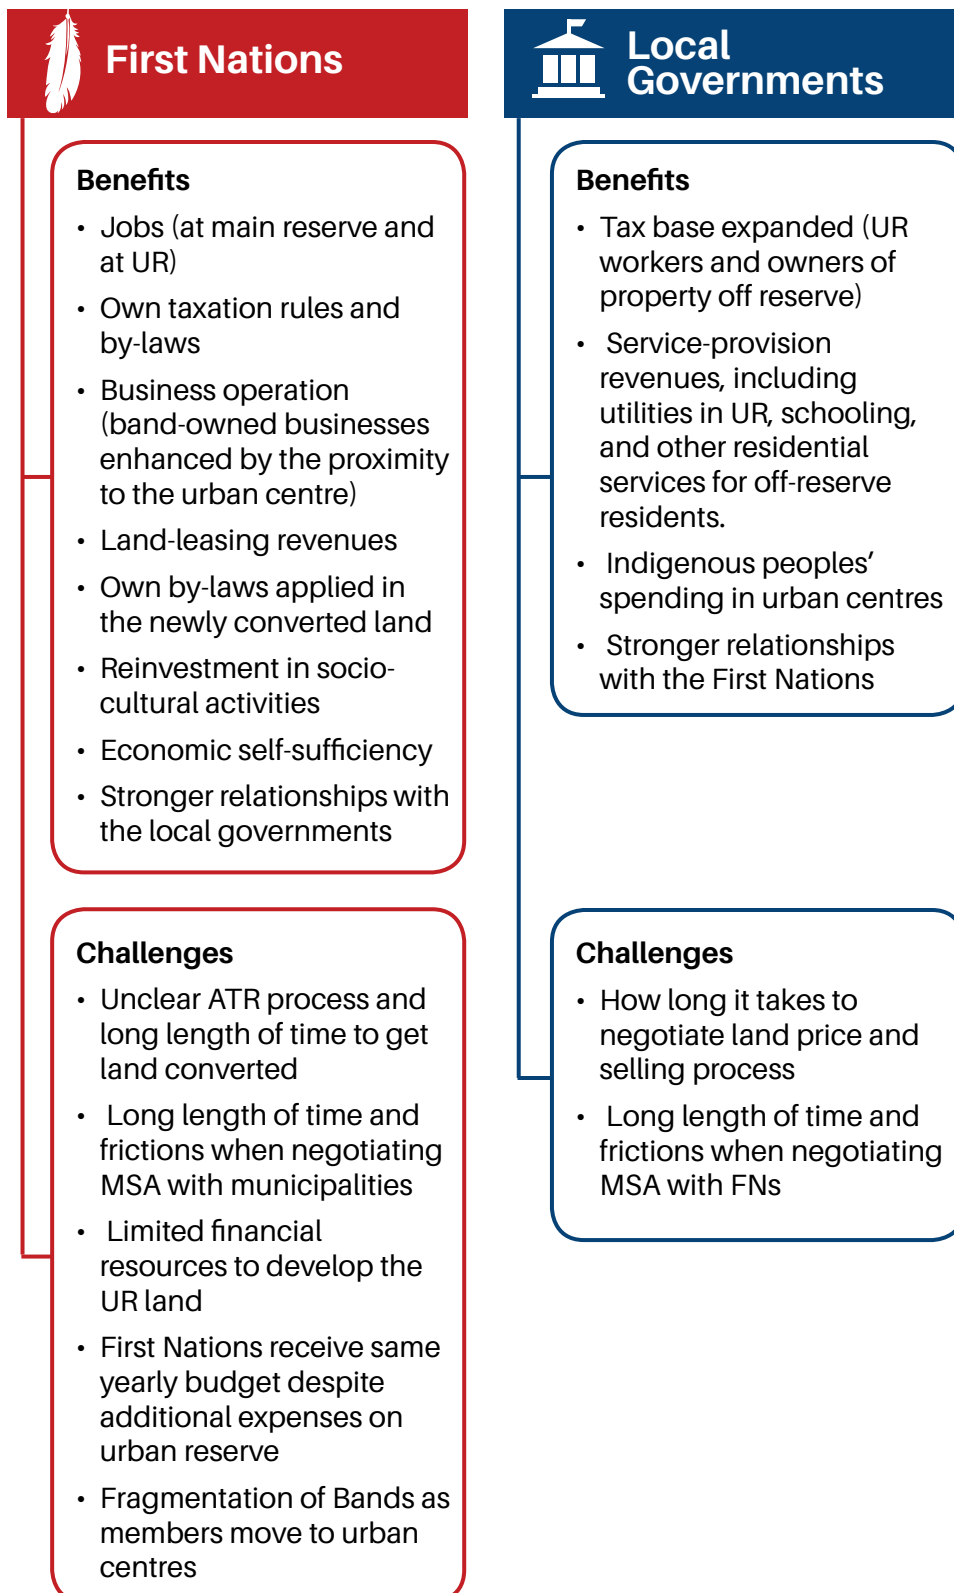 First Nations
Benefits
• Jobs (at main reserve and
at UR)
• Own taxation rules and
by-laws
• Business operation
(band-owned businesses
enhanced by the proximity
to the urban centre)
• Land-leasing revenues
• Own by-laws applied in
the newly converted land
• Reinvestment in socio-
cultural activities
• Economic self-sufficiency
• Stronger relationships with
the local governments
Challenges
• Unclear ATR process and
long length of time to get
land converted
• Long length of time and
frictions when negotiating
MSA with municipalities
• Limited financial
resources to develop the
UR land
• First Nations receive same
yearly budget despite
additional expenses on
urban reserve
• Fragmentation of Bands as
members move to urban
centres
Local
Governments
Benefits
• Tax base expanded (UR
workers and owners of
property off reserve)
• Service-provision
revenues, including
utilities in UR, schooling,
and other residential
services for off-reserve
residents.
• Indigenous peoples’
spending in urban centres
• Stronger relationships
with the First Nations
Challenges
• How long it takes to
negotiate land price and
selling process
• Long length of time and
frictions when negotiating
MSA with FNs